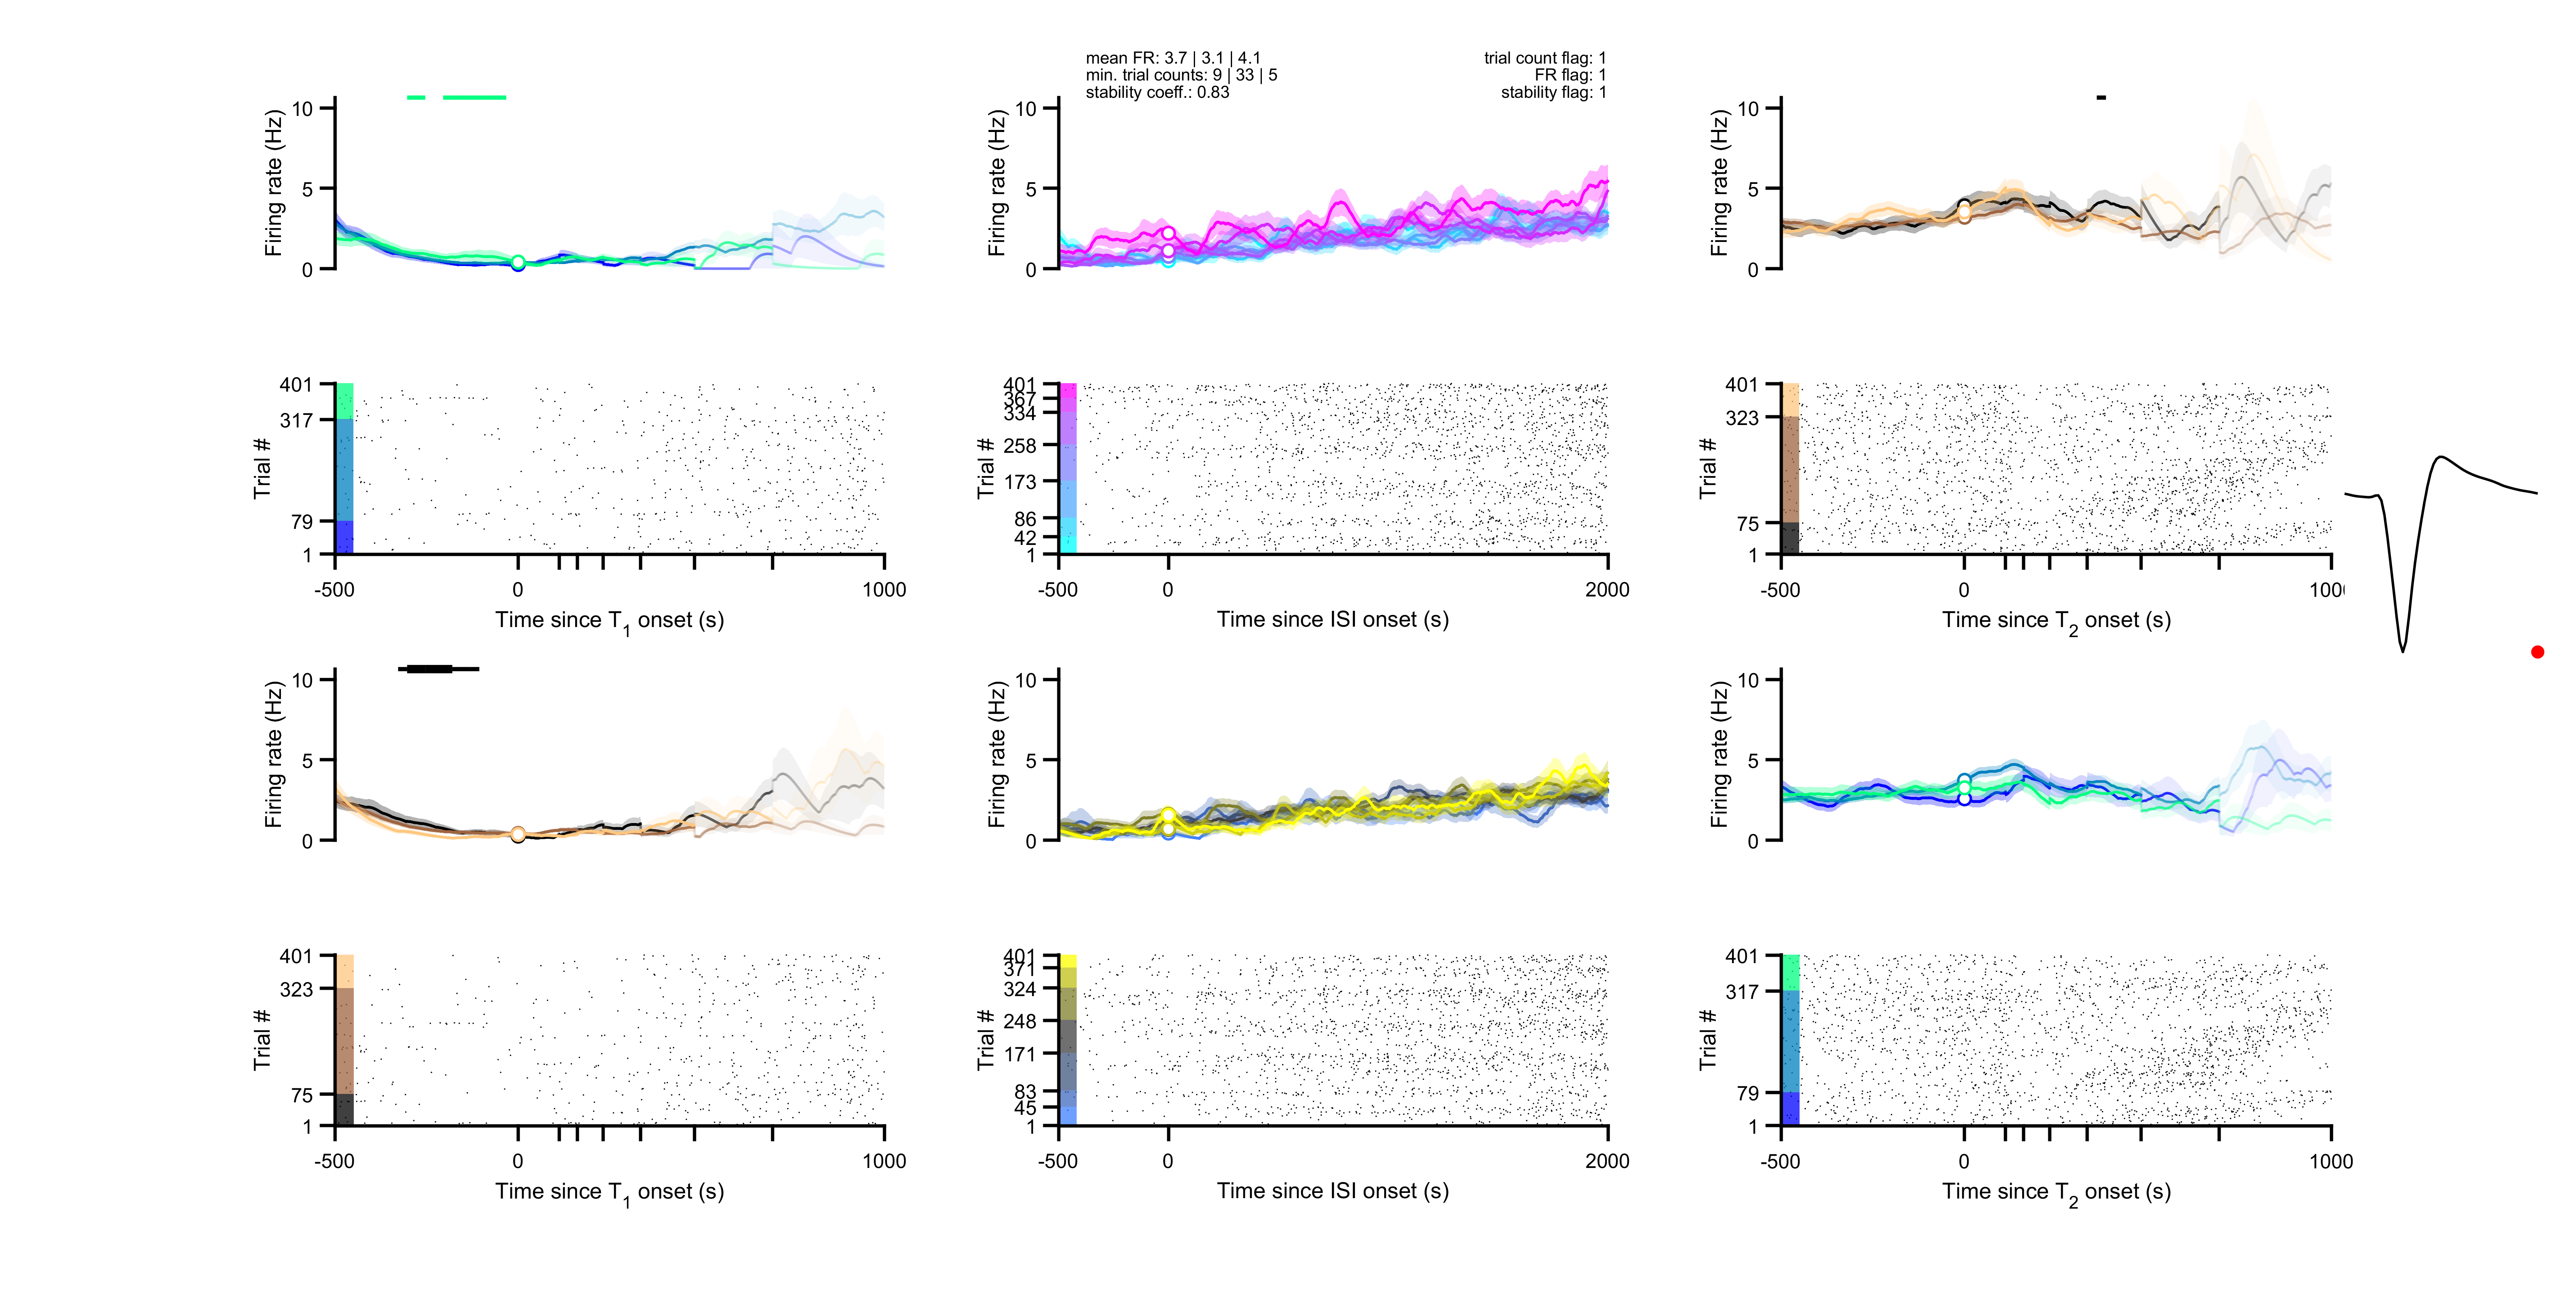 mean FR: 3.7 | 3.1 | 4.1
min. trial counts: 9 | 33 | 5
stability coeff.: 0.83
trial count flag: 1
FR flag: 1
stability flag: 1
Firing rate (Hz)
10
5
0
Firing rate (Hz)
10
5
0
Firing rate (Hz)
10
5
0
Trial #
401
317
79
1
-500
0
1000
Time since T1 onset (s)
Trial #
401
367
334
258
173
86
42
1
-500
0
2000
Time since ISI onset (s)
Trial #
401
323
75
1
-500
0
Time since T2 onset (s)
Firing rate (Hz)
10
5
0
Firing rate (Hz)
10
5
0
Firing rate (Hz)
10
5
0
Trial #
401
323
75
1
-500
0
1000
Time since T1 onset (s)
Trial #
401
371
324
248
171
83
45
1
-500
0
2000
Time since ISI onset (s)
Trial #
401
317
79
1
-500
0
1000
Time since T2 onset (s)